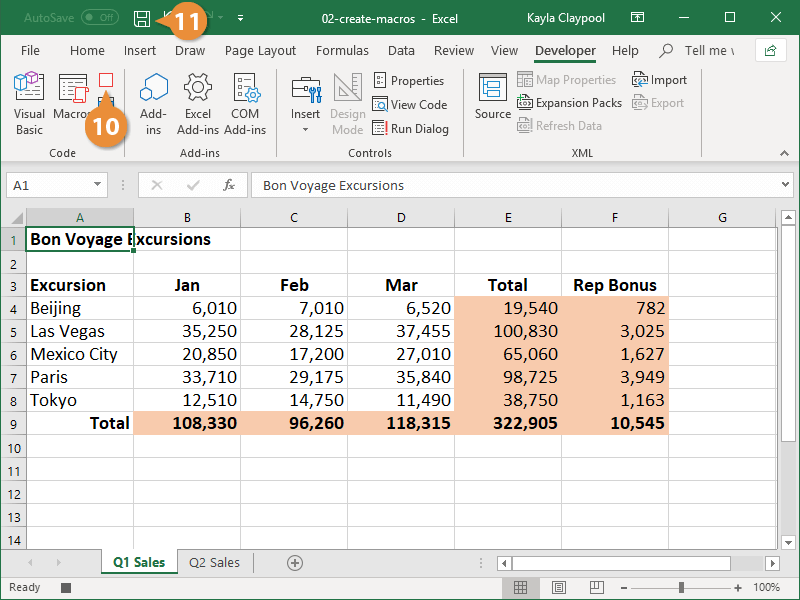 AutoSave Off 11 02-create-macros - Excel Kayla Claypool
File Home Insert Draw Page Layout Formulas Data Review View Developer Help Tell me
Visual Basic Macros 10 Add-ins Excel Add-ins COM Add-ins Insert Design Mode Properties View Code Run Dialog Source Map Properties Expansion Packs Refresh Data Import Export
Code Add-ins Controls XML
A1 fx Bon Voyage Excursions
A B C D E F G
1 Bon Voyage Excursions
2
3 Excursion Jan Feb Mar Total Rep Bonus
4 Beijing 6,010 7,010 6,520 19,540 782
5 Las Vegas 35,250 28,125 37,455 100,830 3,025
6 Mexico City 20,850 17,200 27,010 65,060 1,627
7 Paris 33,710 29,175 35,840 98,725 3,949
8 Tokyo 12,510 14,750 11,490 38,750 1,163
9 Total 108,330 96,260 118,315 322,905 10,545
10
11
12
13
14
Q1 Sales Q2 Sales
Ready 100%